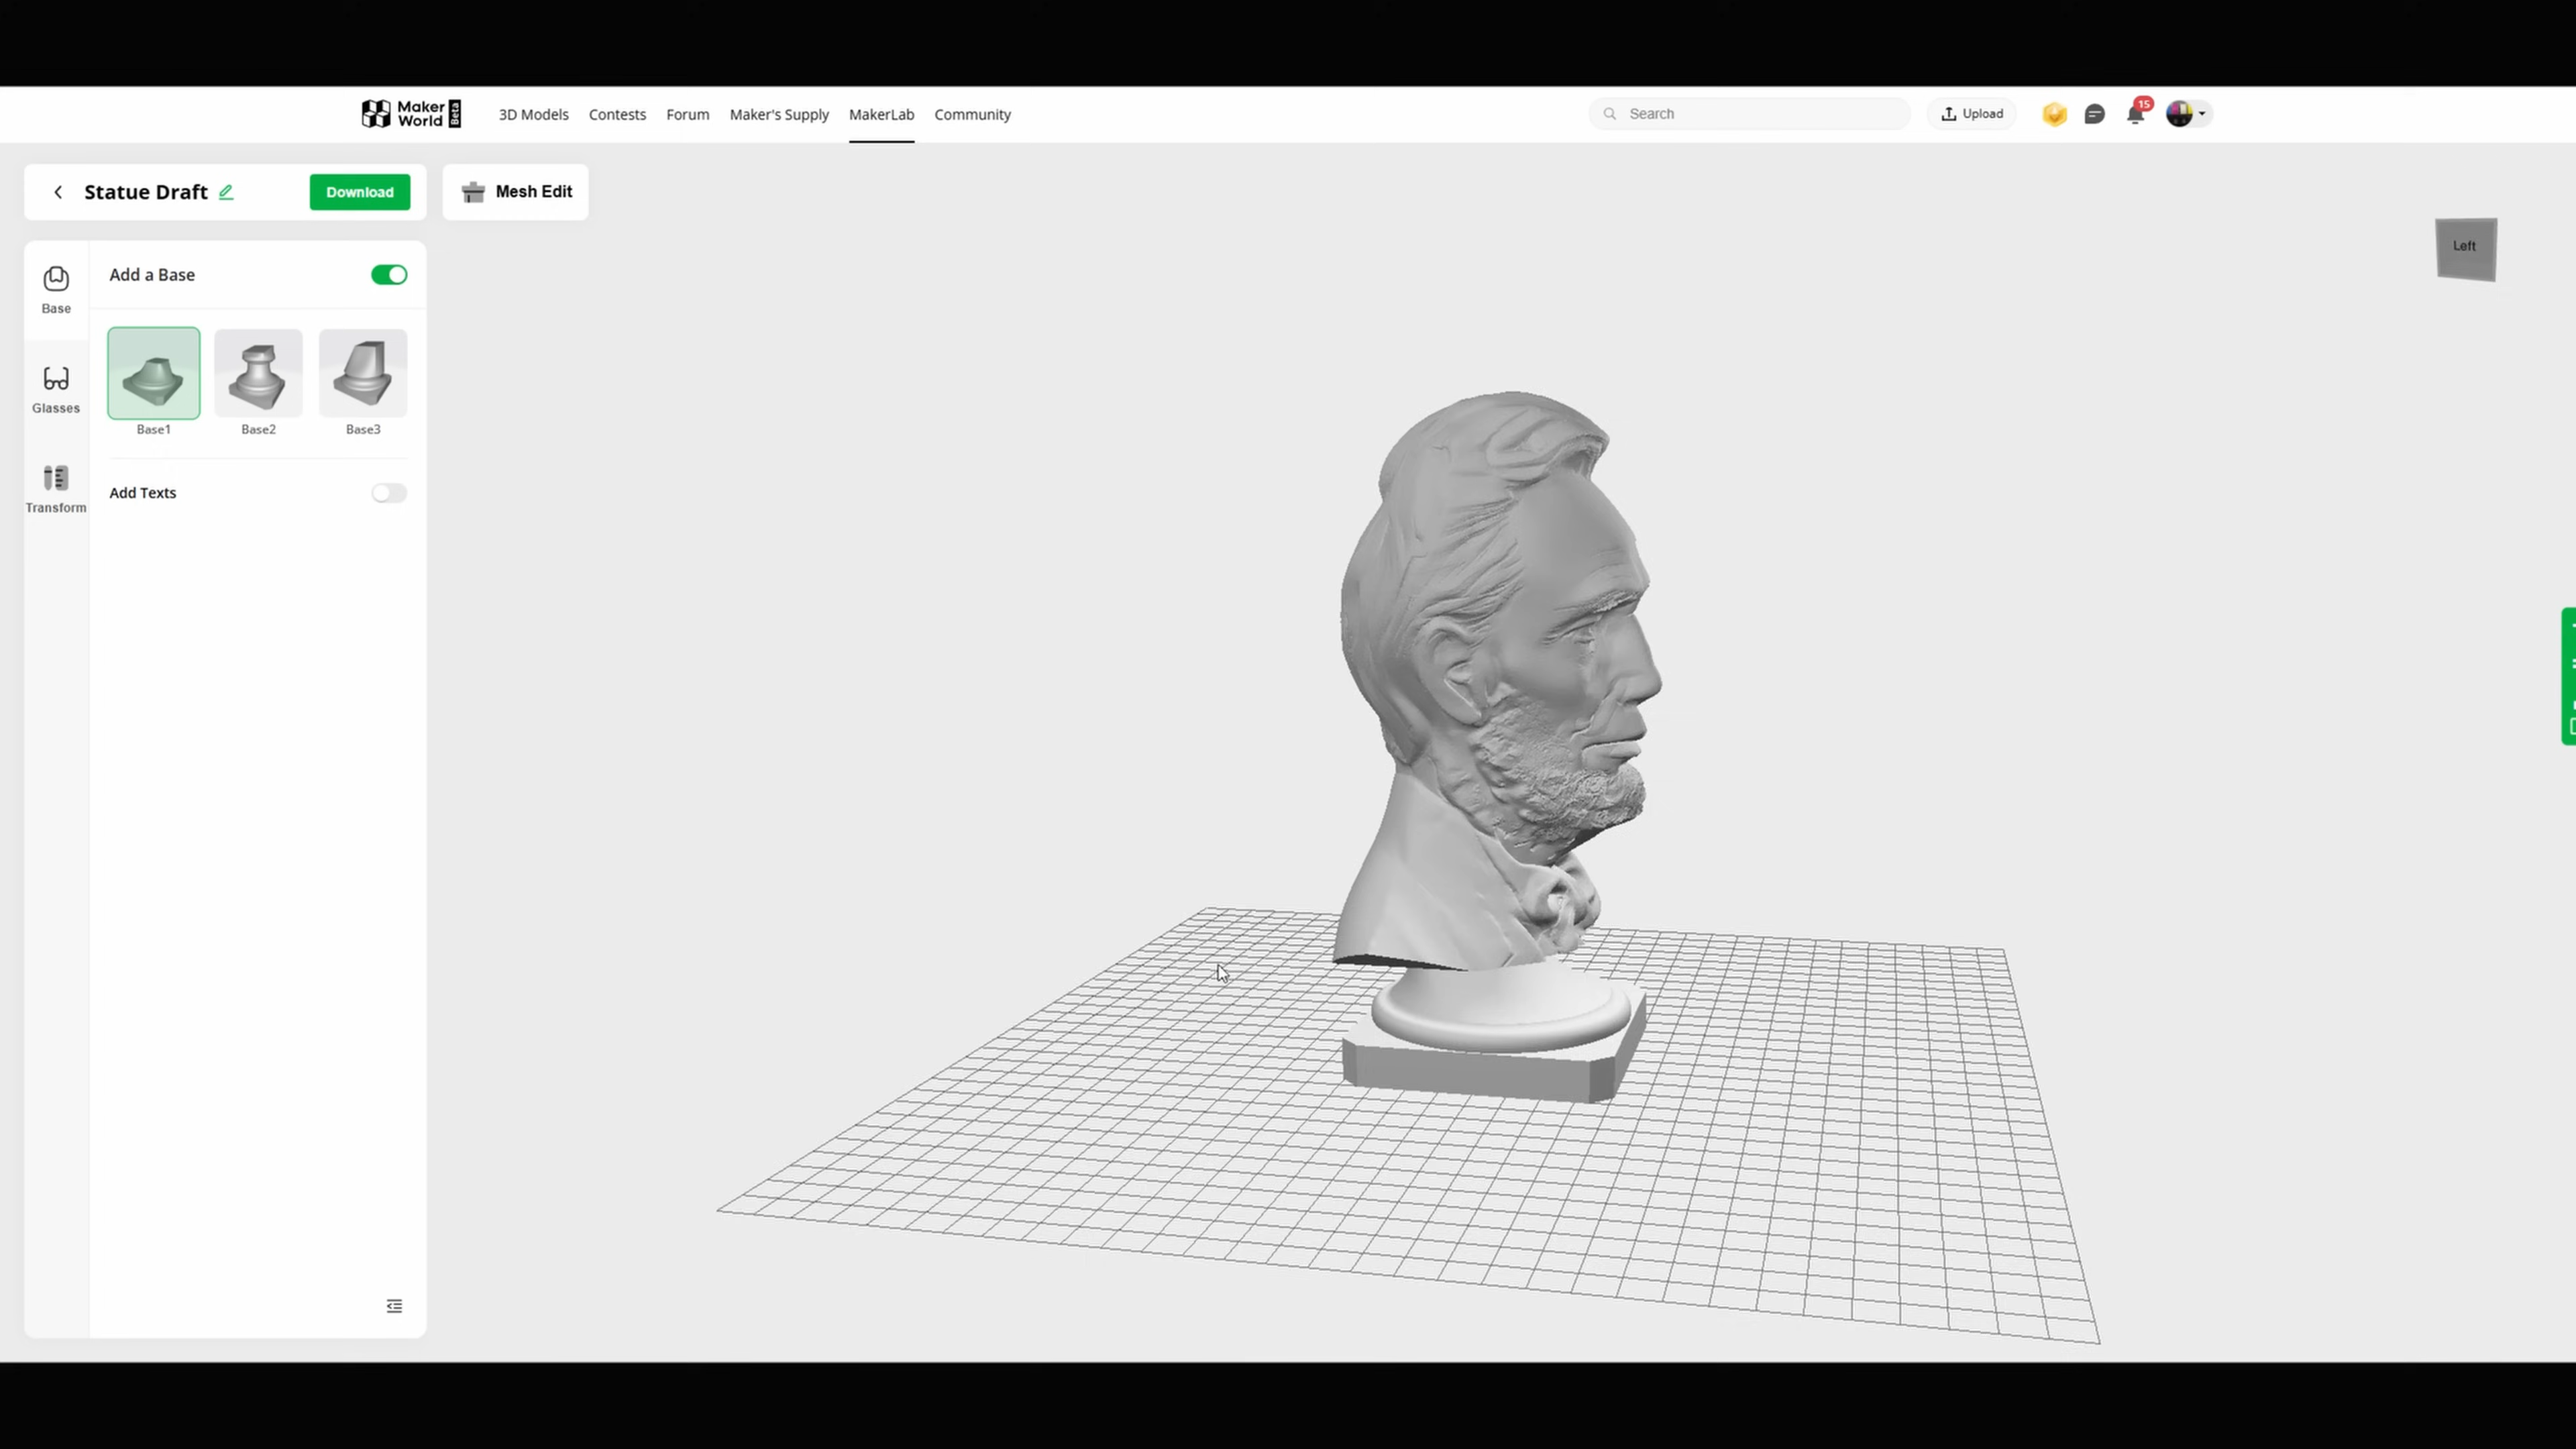 Maker
World
Beta
3D Models
Contests
Forum
Maker's Supply
MakerLab
Community
Search
Upload
15
Statue Draft
Download
Mesh Edit
Left
Base
Add a Base
Glasses
Base1
Base2
Base3
Transform
Add Texts